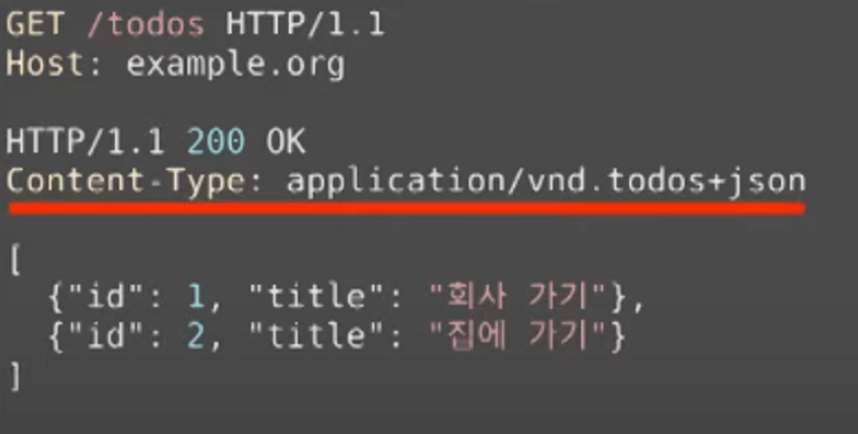 GET /todos HTTP/1.1
Host: example.org
HTTP/1.1 200 OK
Content-Type: application/vnd.todos+json
[
{"id": 1, "title": "회사 가기"},
{"id": 2, "title": "집에 가기"}
]